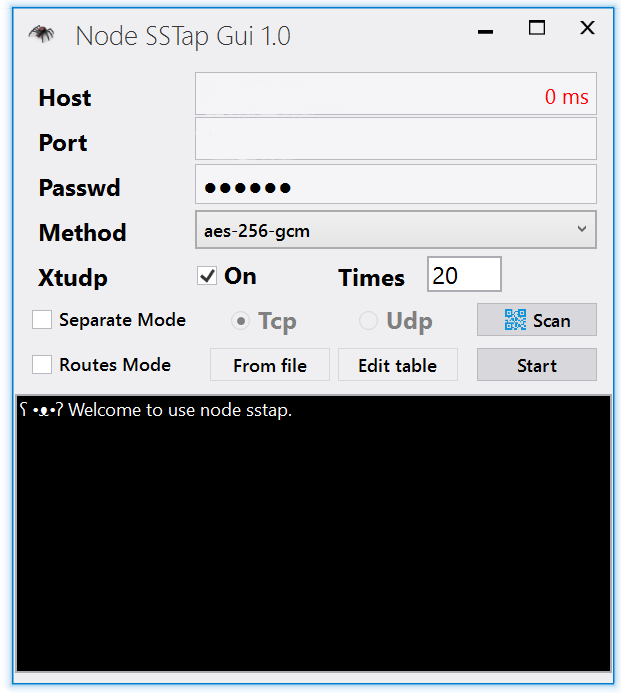 Node SSTap Gui 1.0
Host
0 ms
Port
Passwd ●●●●●●
Method aes-256-gcm
Xtudp On Times 20
Separate Mode Tcp Udp Scan
Routes Mode From file Edit table Start
ʕ •ᴥ•ʔ Welcome to use node sstap.